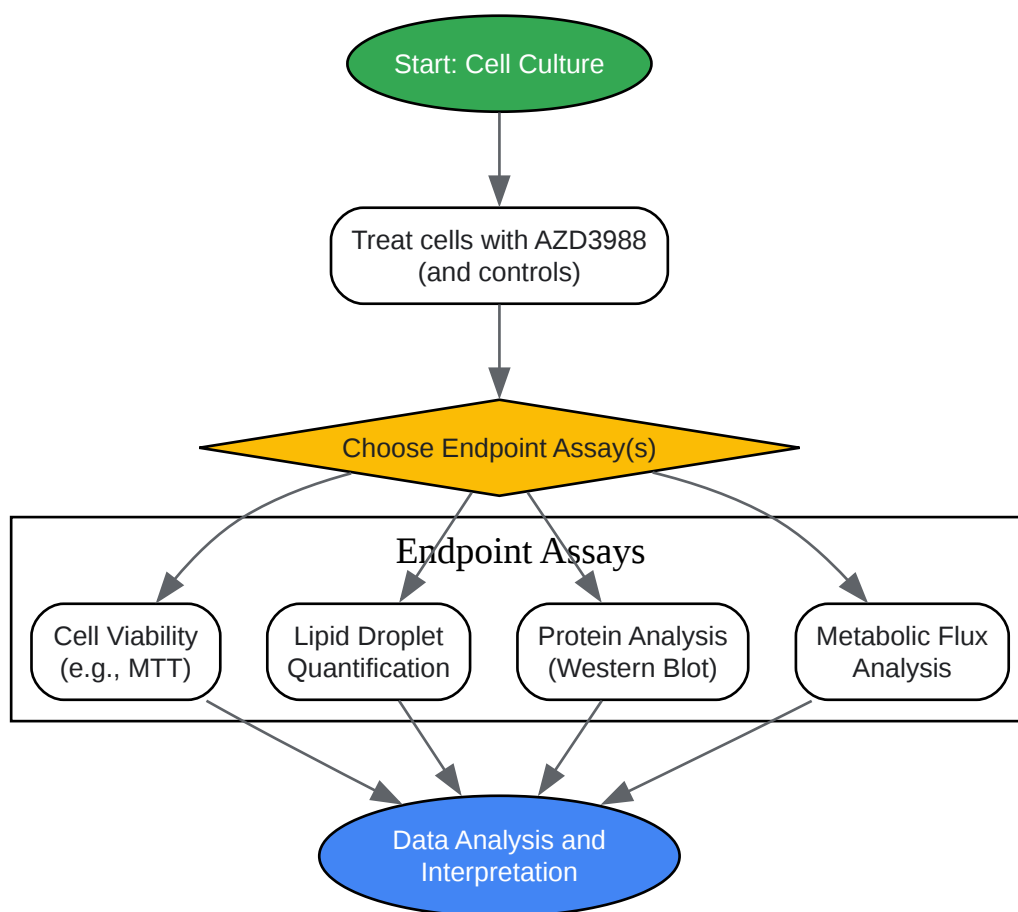 Start: Cell Culture
Treat cells with AZD3988
(and controls)
Choose Endpoint Assay(s)
Endpoint Assays
Cell Viability
(e.g., MTT)
Lipid Droplet
Quantification
Protein Analysis
(Western Blot)
Metabolic Flux
Analysis
Data Analysis and
Interpretation